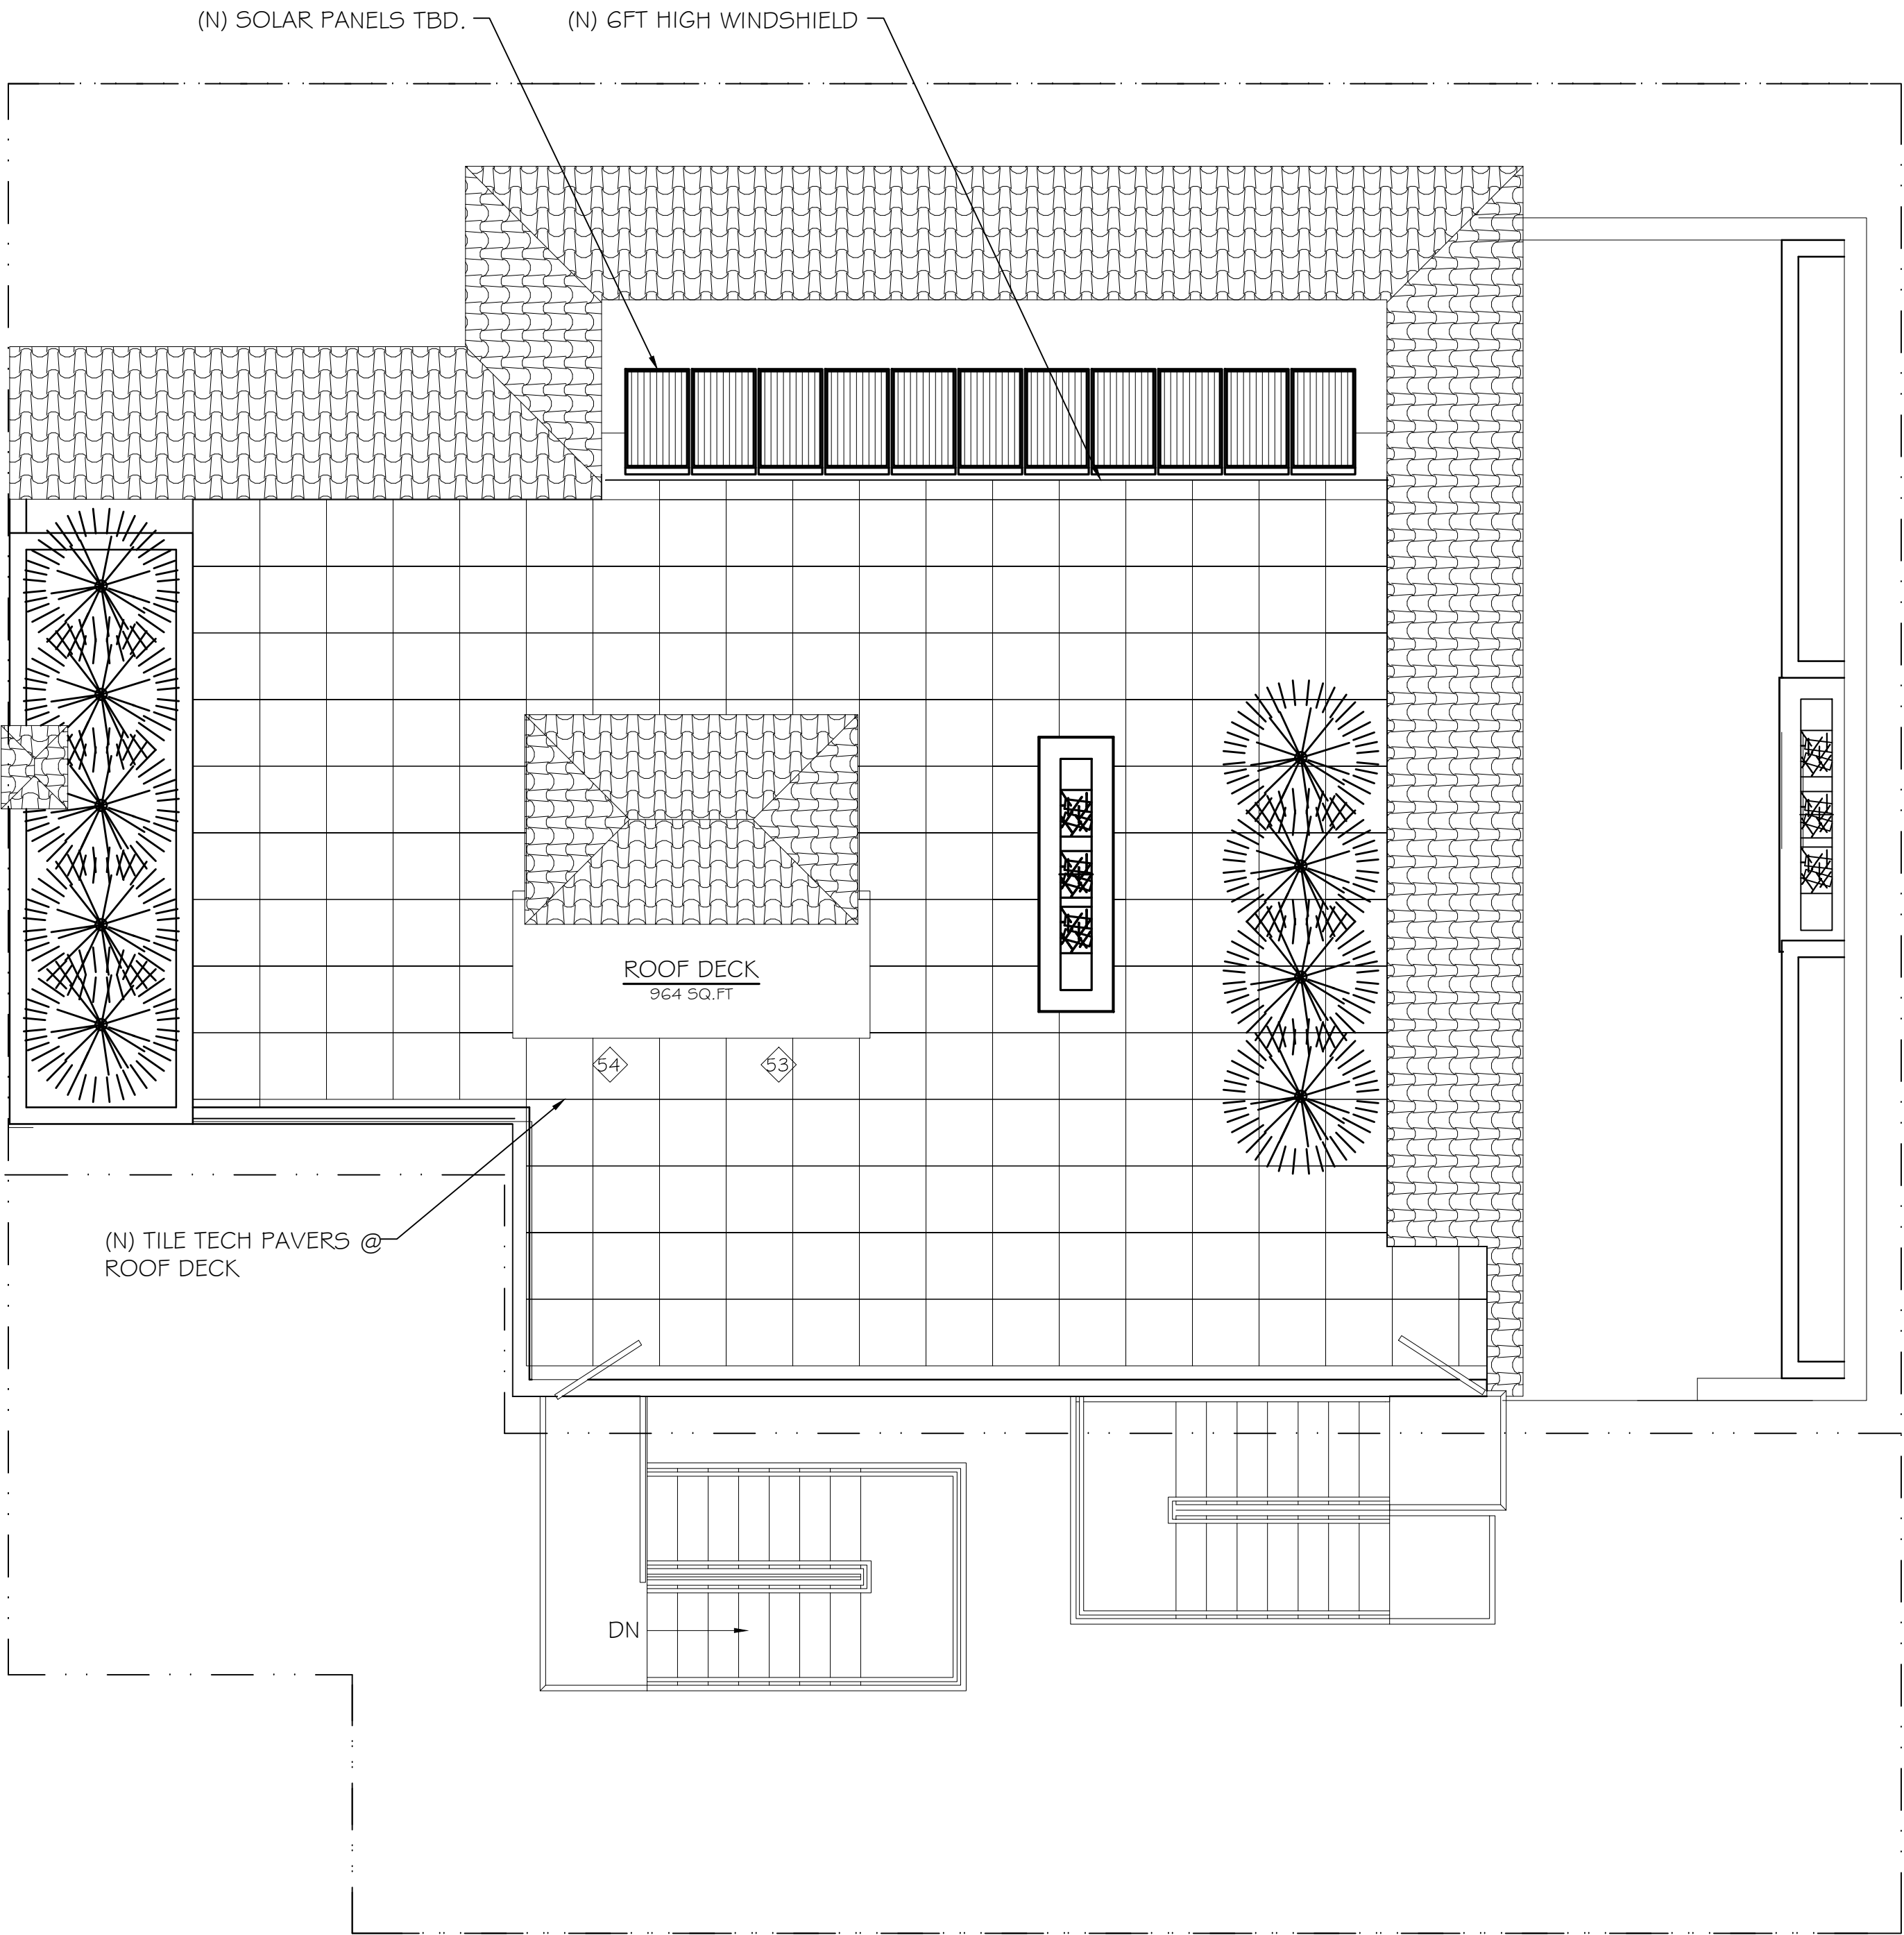 (N) SOLAR PANELS TBD.
(N) 6FT HIGH WINDSHIELD
ROOF DECK
964 SQ.FT
54
53
(N) TILE TECH PAVERS @
ROOF DECK
DN